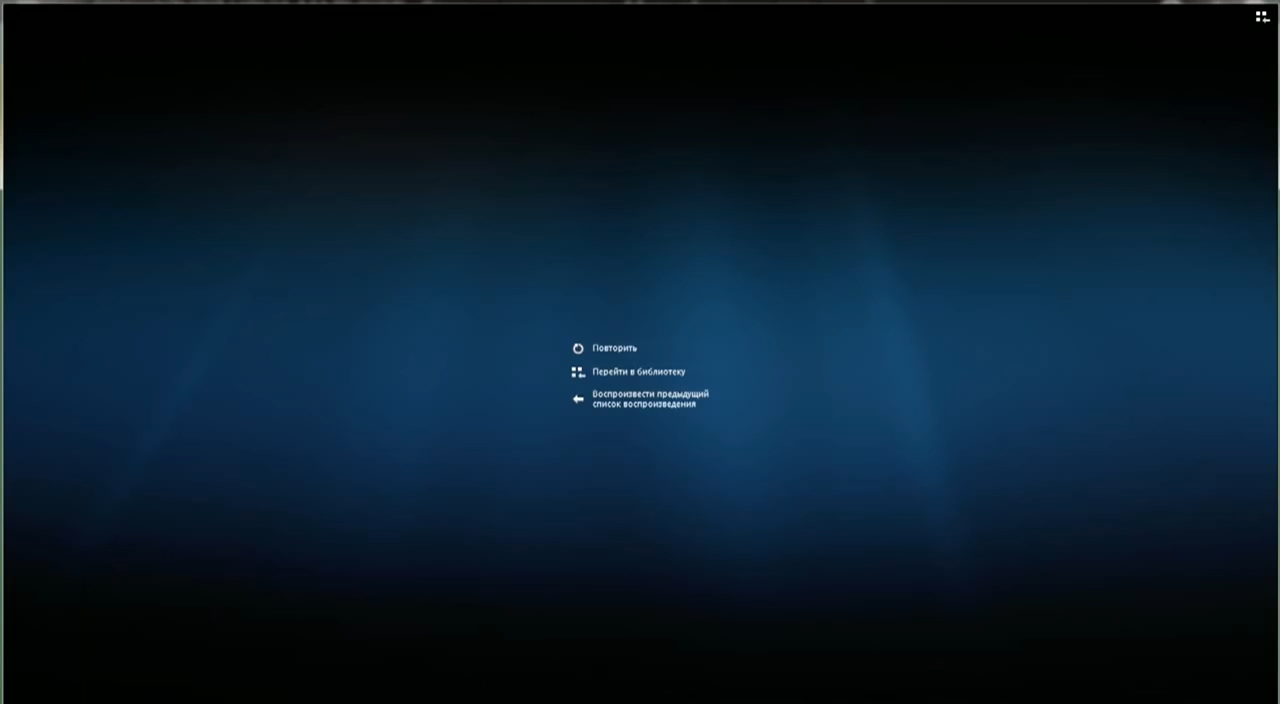 Повторить
Перейти в библиотеку
Воспроизвести предыдущий
список воспроизведения